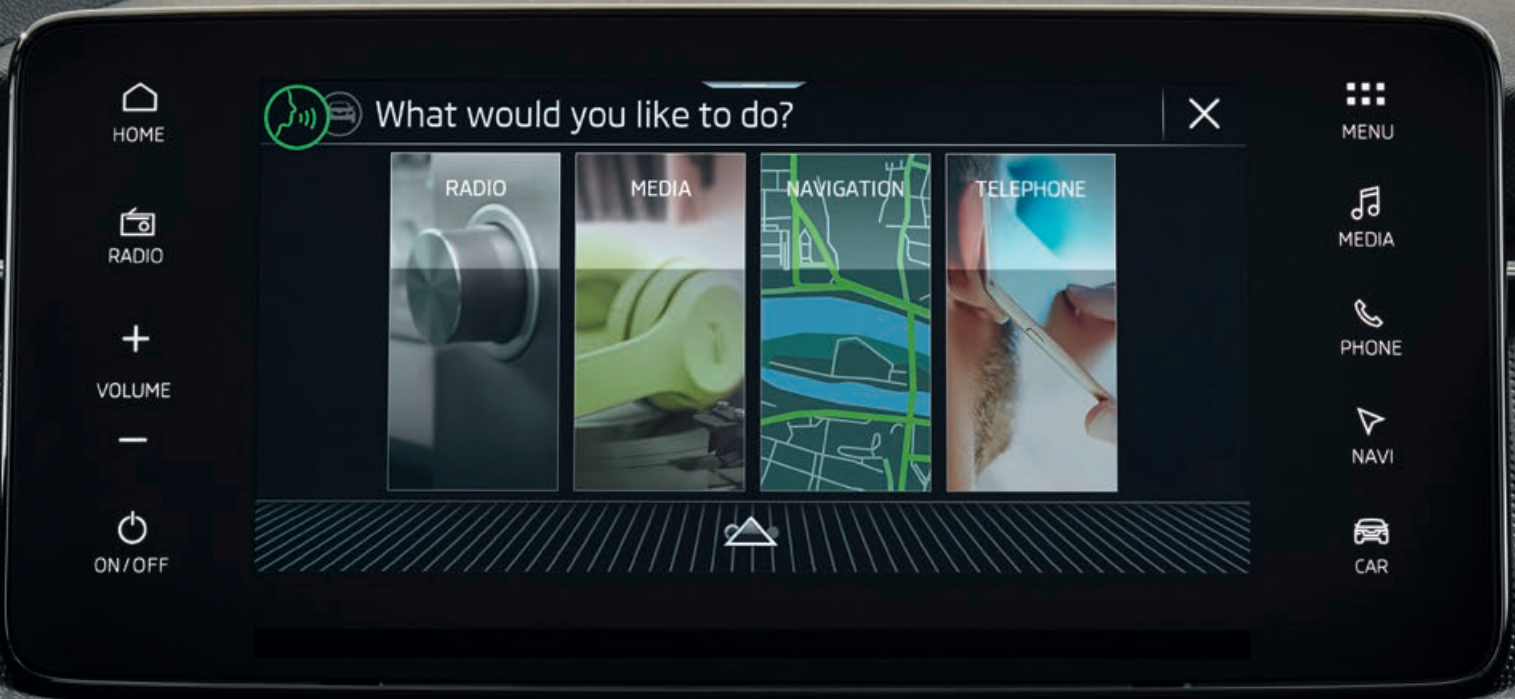 What would you like to do?
HOME
RADIO
VOLUME
ON/OFF
RADIO
MEDIA
NAVIGATION
TELEPHONE
MENU
MEDIA
PHONE
NAVI
CAR